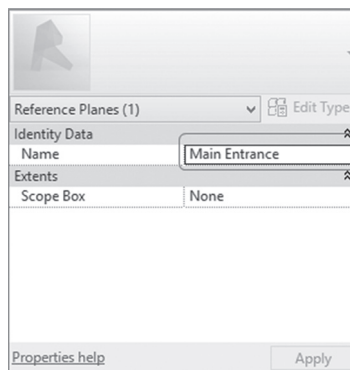 Reference Planes (1)
Edit Type
Identity Data
Name Main Entrance
Extents
Scope Box None
Properties help
Apply